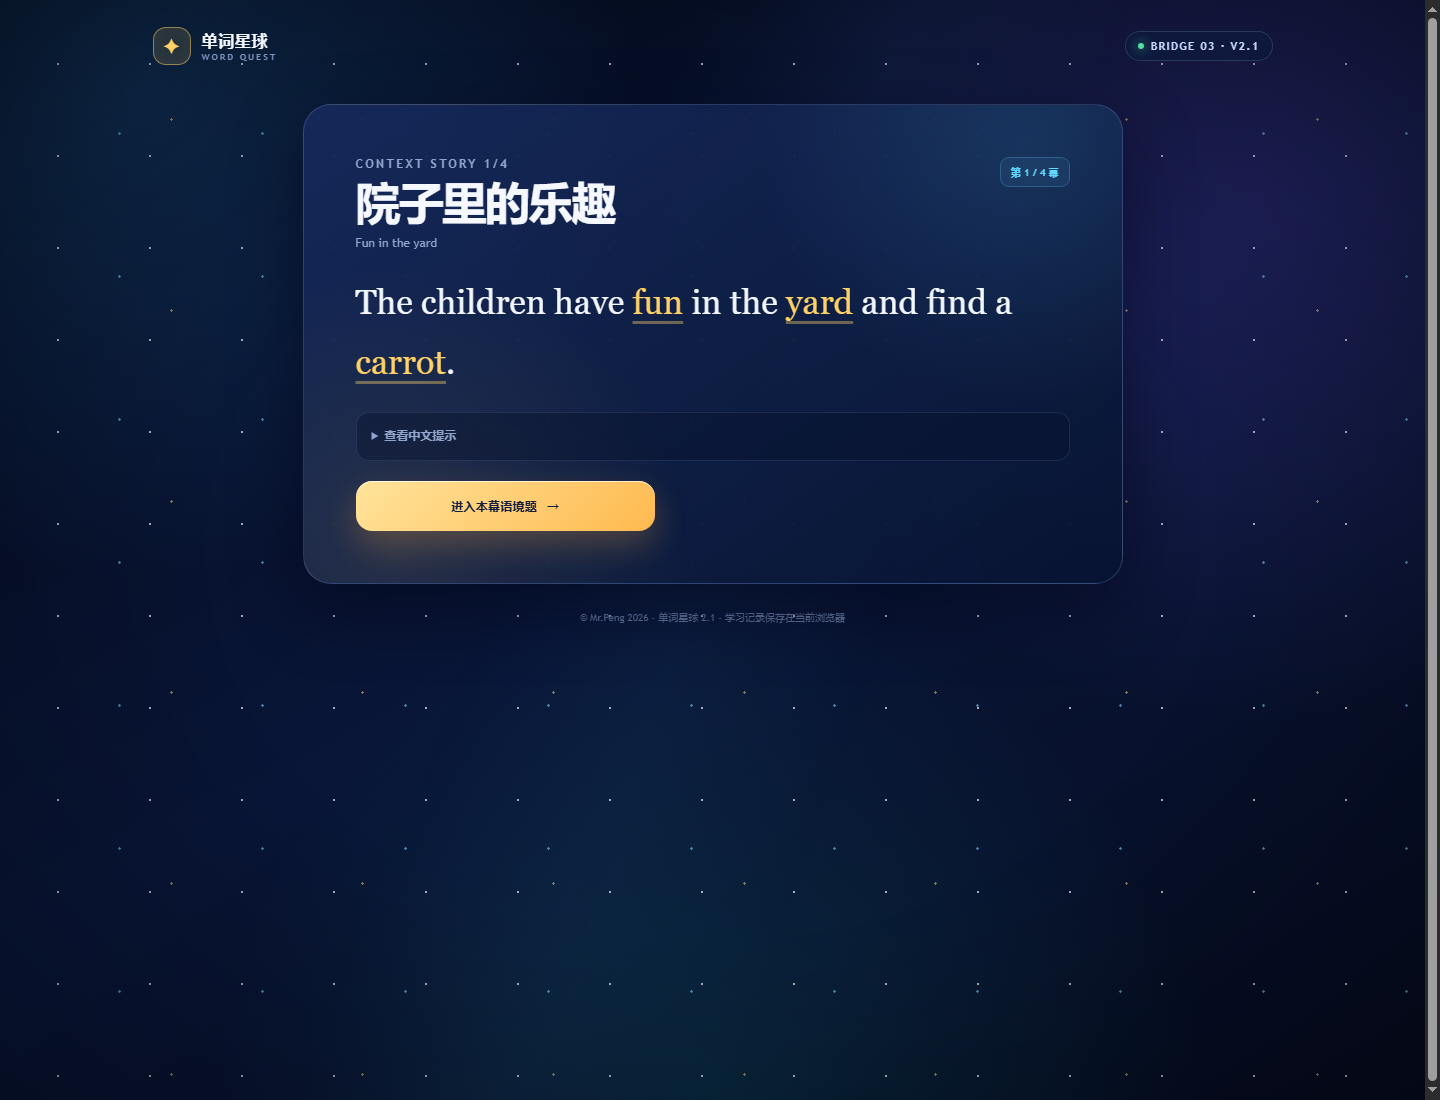 单词星球
WORD QUEST
BRIDGE 03 · V2.1
CONTEXT STORY 1/4
第 1 / 4 幕
院子里的乐趣
Fun in the yard
The children have fun in the yard and find a
carrot.
▶ 查看中文提示
进入本幕语境题 →
© Mr.Peng 2026 · 单词星球 2.1 · 学习记录保存在当前浏览器